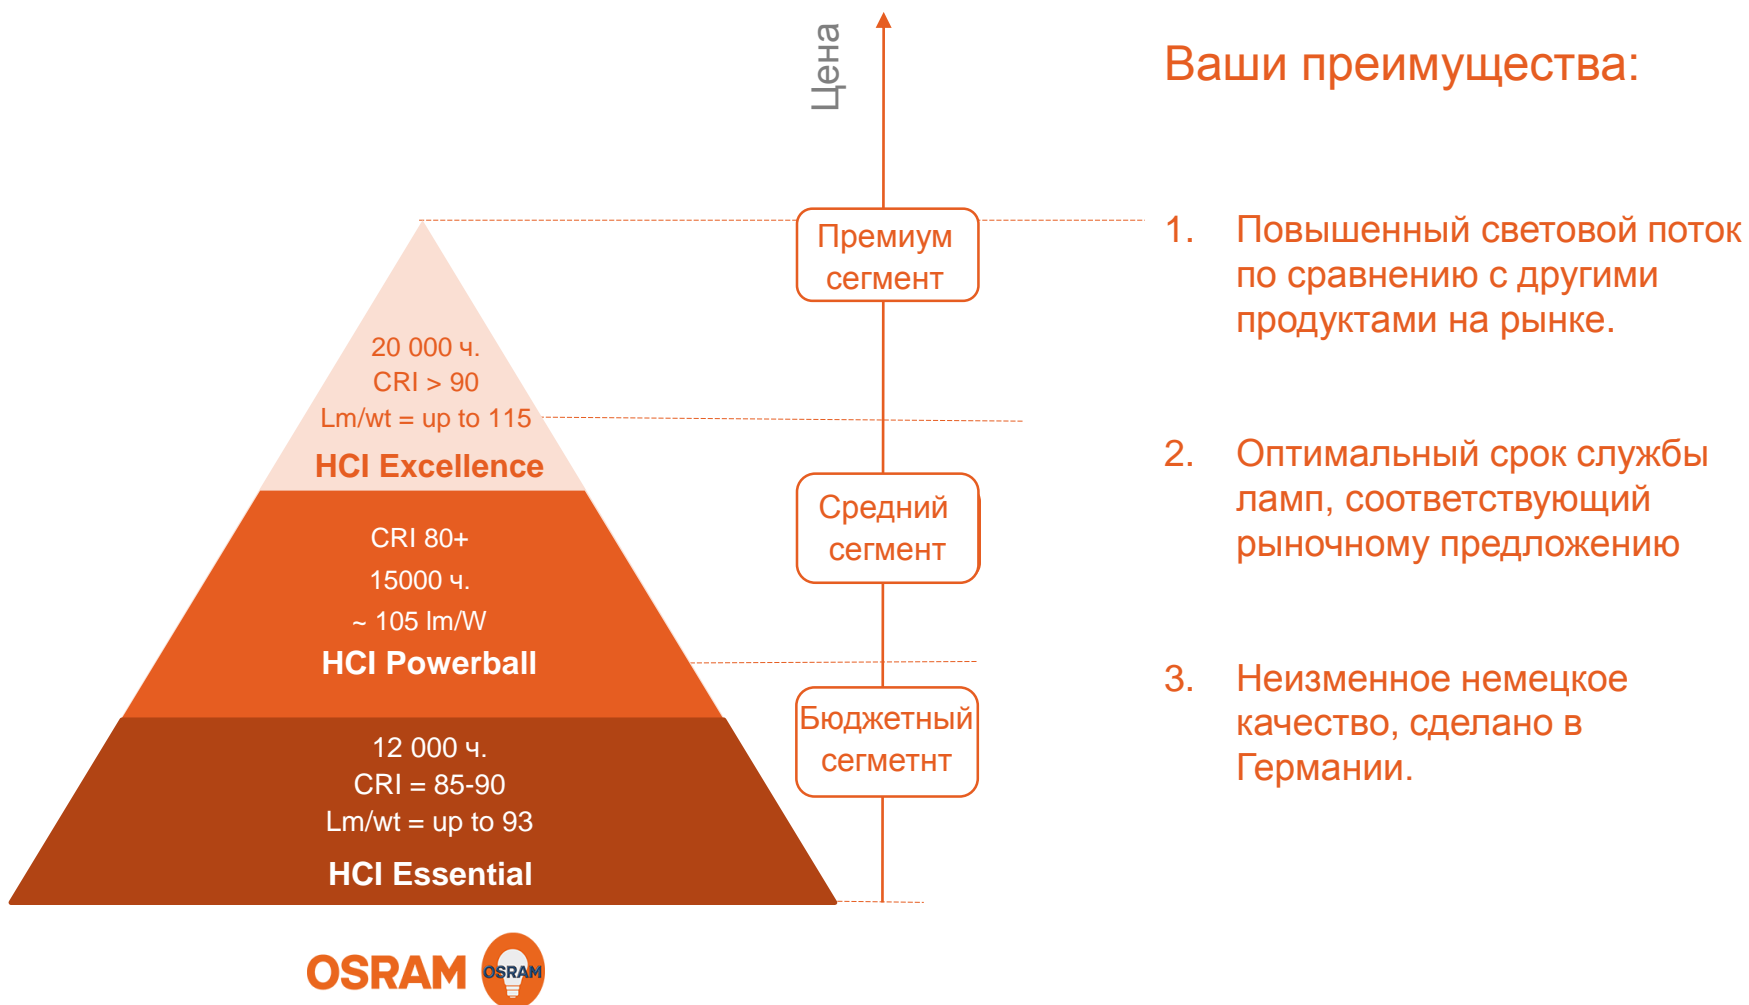 Цена
Ваши преимущества:
Премиум
сегмент
1. Повышенный световой поток
по сравнению с другими
продуктами на рынке.
20 000 ч.
CRI > 90
Lm/wt = up to 115
HCI Excellence
Средний
сегмент
2. Оптимальный срок службы
ламп, соответствующий
рыночному предложению
CRI 80+
15000 ч.
~ 105 lm/W
HCI Powerball
Бюджетный
сегметнт
3. Неизменное немецкое
качество, сделано в
Германии.
12 000 ч.
CRI = 85-90
Lm/wt = up to 93
HCI Essential
OSRAM
OSRAM